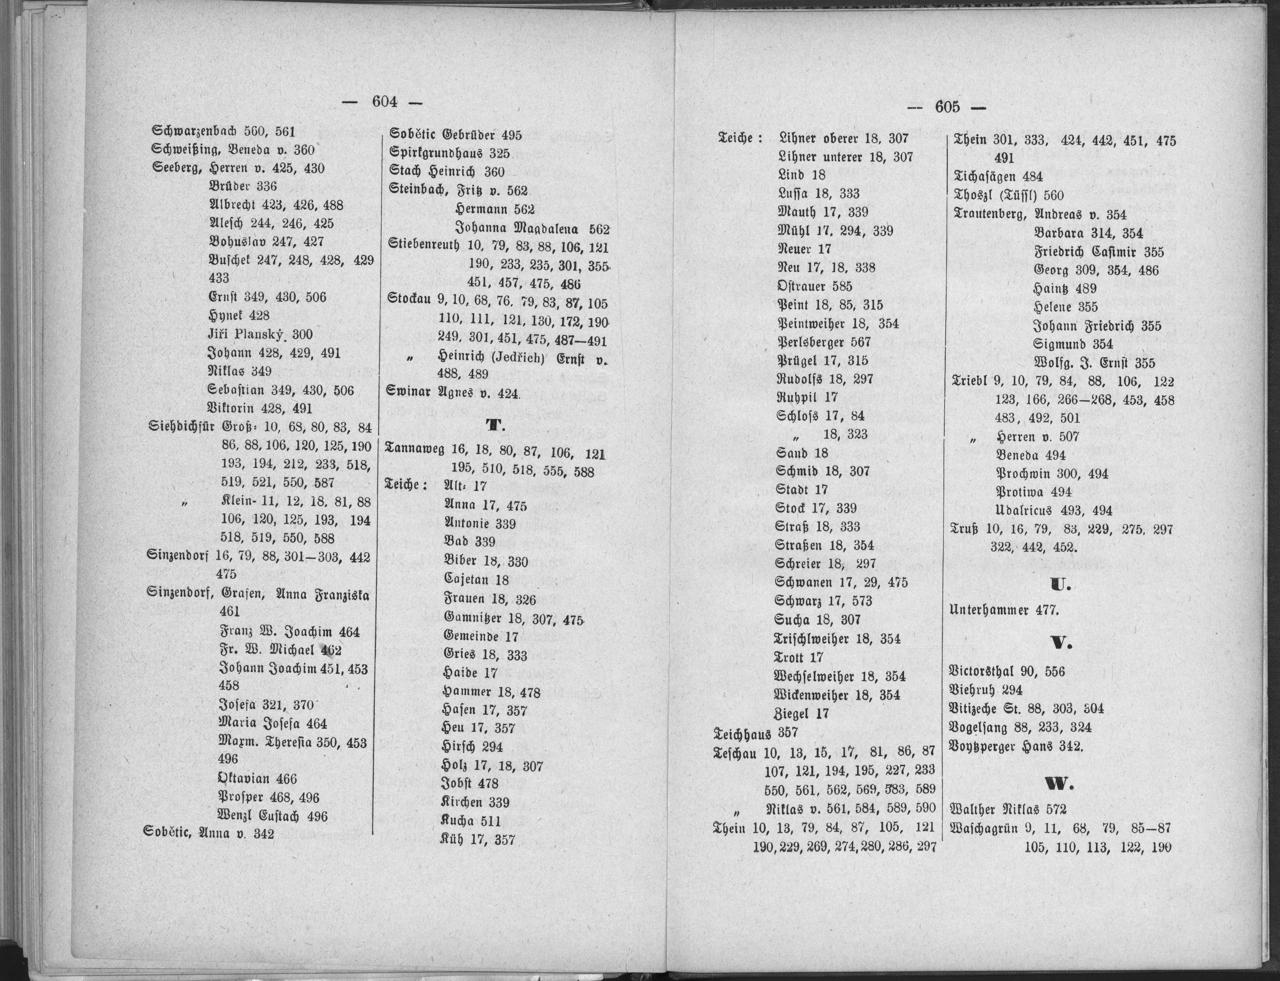 — 604 —
Schwarzenbach 560, 561
Schweißing, Beneda v. 360
Seeberg, Herren v. 425, 430
Brüder 336
Albrecht 423, 426, 488
Alesch 244, 246, 425
Bohuslav 247, 427
Buschek 247, 248, 428, 429
433
Ernst 349, 430, 506
Hynek 428
Jiři Planský 300
Johann 428, 429, 491
Niklas 349
Sebastian 349, 430, 506
Viktorin 428, 491
Siehdichfür Groß- 10, 68, 80, 83, 84
86, 88, 106, 120, 125, 190
193, 194, 212, 233, 518,
519, 521, 550, 587
„ Klein- 11, 12, 18, 81, 88
106, 120, 125, 193, 194
518, 519, 550, 588
Sinzendorf 16, 79, 88, 301—303, 442
475
Sinzendorf, Grafen, Anna Franziska
461
Franz W. Joachim 464
Fr. W. Michael 462
Johann Joachim 451, 453
458
Josefa 321, 370
Maria Josefa 464
Maxm. Theresia 350, 453
496
Oktavian 466
Prosper 468, 496
Wenzl Eustach 496
Sobětic, Anna v. 342
Sobětic Gebrüder 495
Spirkgrundhaus 325
Stach Heinrich 360
Steinbach, Fritz v. 562
Hermann 562
Johanna Magdalena 562
Stiebenreuth 10, 79, 83, 88, 106, 121
190, 233, 235, 301, 355
451, 457, 475, 486
Stockau 9, 10, 68, 76, 79, 83, 87, 105
110, 111, 121, 130, 172, 190
249, 301, 451, 475, 487—491
„ Heinrich (Jedřich) Ernst v.
488, 489
Swinar Agnes v. 424.
T.
Tannaweg 16, 18, 80, 87, 106, 121
195, 510, 518, 555, 588
Teiche: Alt- 17
Anna 17, 475
Antonie 339
Bad 339
Biber 18, 330
Cajetan 18
Frauen 18, 326
Gamnitzer 18, 307, 475
Gemeinde 17
Gries 18, 333
Haide 17
Hammer 18, 478
Hasen 17, 357
Heu 17, 357
Hirsch 294
Holz 17, 18, 307
Jobst 478
Kirchen 339
Kucha 511
Küh 17, 357
— 605 —
Teiche: Lihner oberer 18, 307
Lihner unterer 18, 307
Lind 18
Lussa 18, 333
Mauth 17, 339
Mühl 17, 294, 339
Neuer 17
Neu 17, 18, 338
Ostrauer 585
Peint 18, 85, 315
Peintweiher 18, 354
Perlsberger 567
Prügel 17, 315
Rudolfs 18, 297
Ruhpil 17
Schloss 17, 84
„ 18, 323
Sand 18
Schmid 18, 307
Stadt 17
Stock 17, 339
Straß 18, 333
Straßen 18, 354
Schreier 18, 297
Schwanen 17, 29, 475
Schwarz 17, 573
Sucha 18, 307
Trischlweiher 18, 354
Trott 17
Wechselweiher 18, 354
Wickenweiher 18, 354
Ziegel 17
Teichhaus 357
Teschau 10, 13, 15, 17, 81, 86, 87
107, 121, 194, 195, 227, 233
550, 561, 562, 569, 583, 589
„ Niklas v. 561, 584, 589, 590
Thein 10, 13, 79, 84, 87, 105, 121
190, 229, 269, 274, 280, 286, 297
Thein 301, 333, 424, 442, 451, 475
491
Tichasägen 484
Thoszl (Tüssl) 560
Trautenberg, Andreas v. 354
Barbara 314, 354
Friedrich Casimir 355
Georg 309, 354, 486
Haintz 489
Helene 355
Johann Friedrich 355
Sigmund 354
Wolfg. J. Ernst 355
Triebl 9, 10, 79, 84, 88, 106, 122
123, 166, 266—268, 453, 458
483, 492, 501
„ Herren v. 507
Beneda 494
Prochwin 300, 494
Protiwa 494
Udalricus 493, 494
Truß 10, 16, 79, 83, 229, 275, 297
322, 442, 452.
U.
Unterhammer 477.
V.
Victorsthal 90, 556
Viehruh 294
Vitizeche St. 88, 303, 304
Vogelsang 88, 233, 324
Voytzperger Hans 342.
W.
Walther Niklas 572
Waschagrün 9, 11, 68, 79, 85—87
105, 110, 113, 122, 190